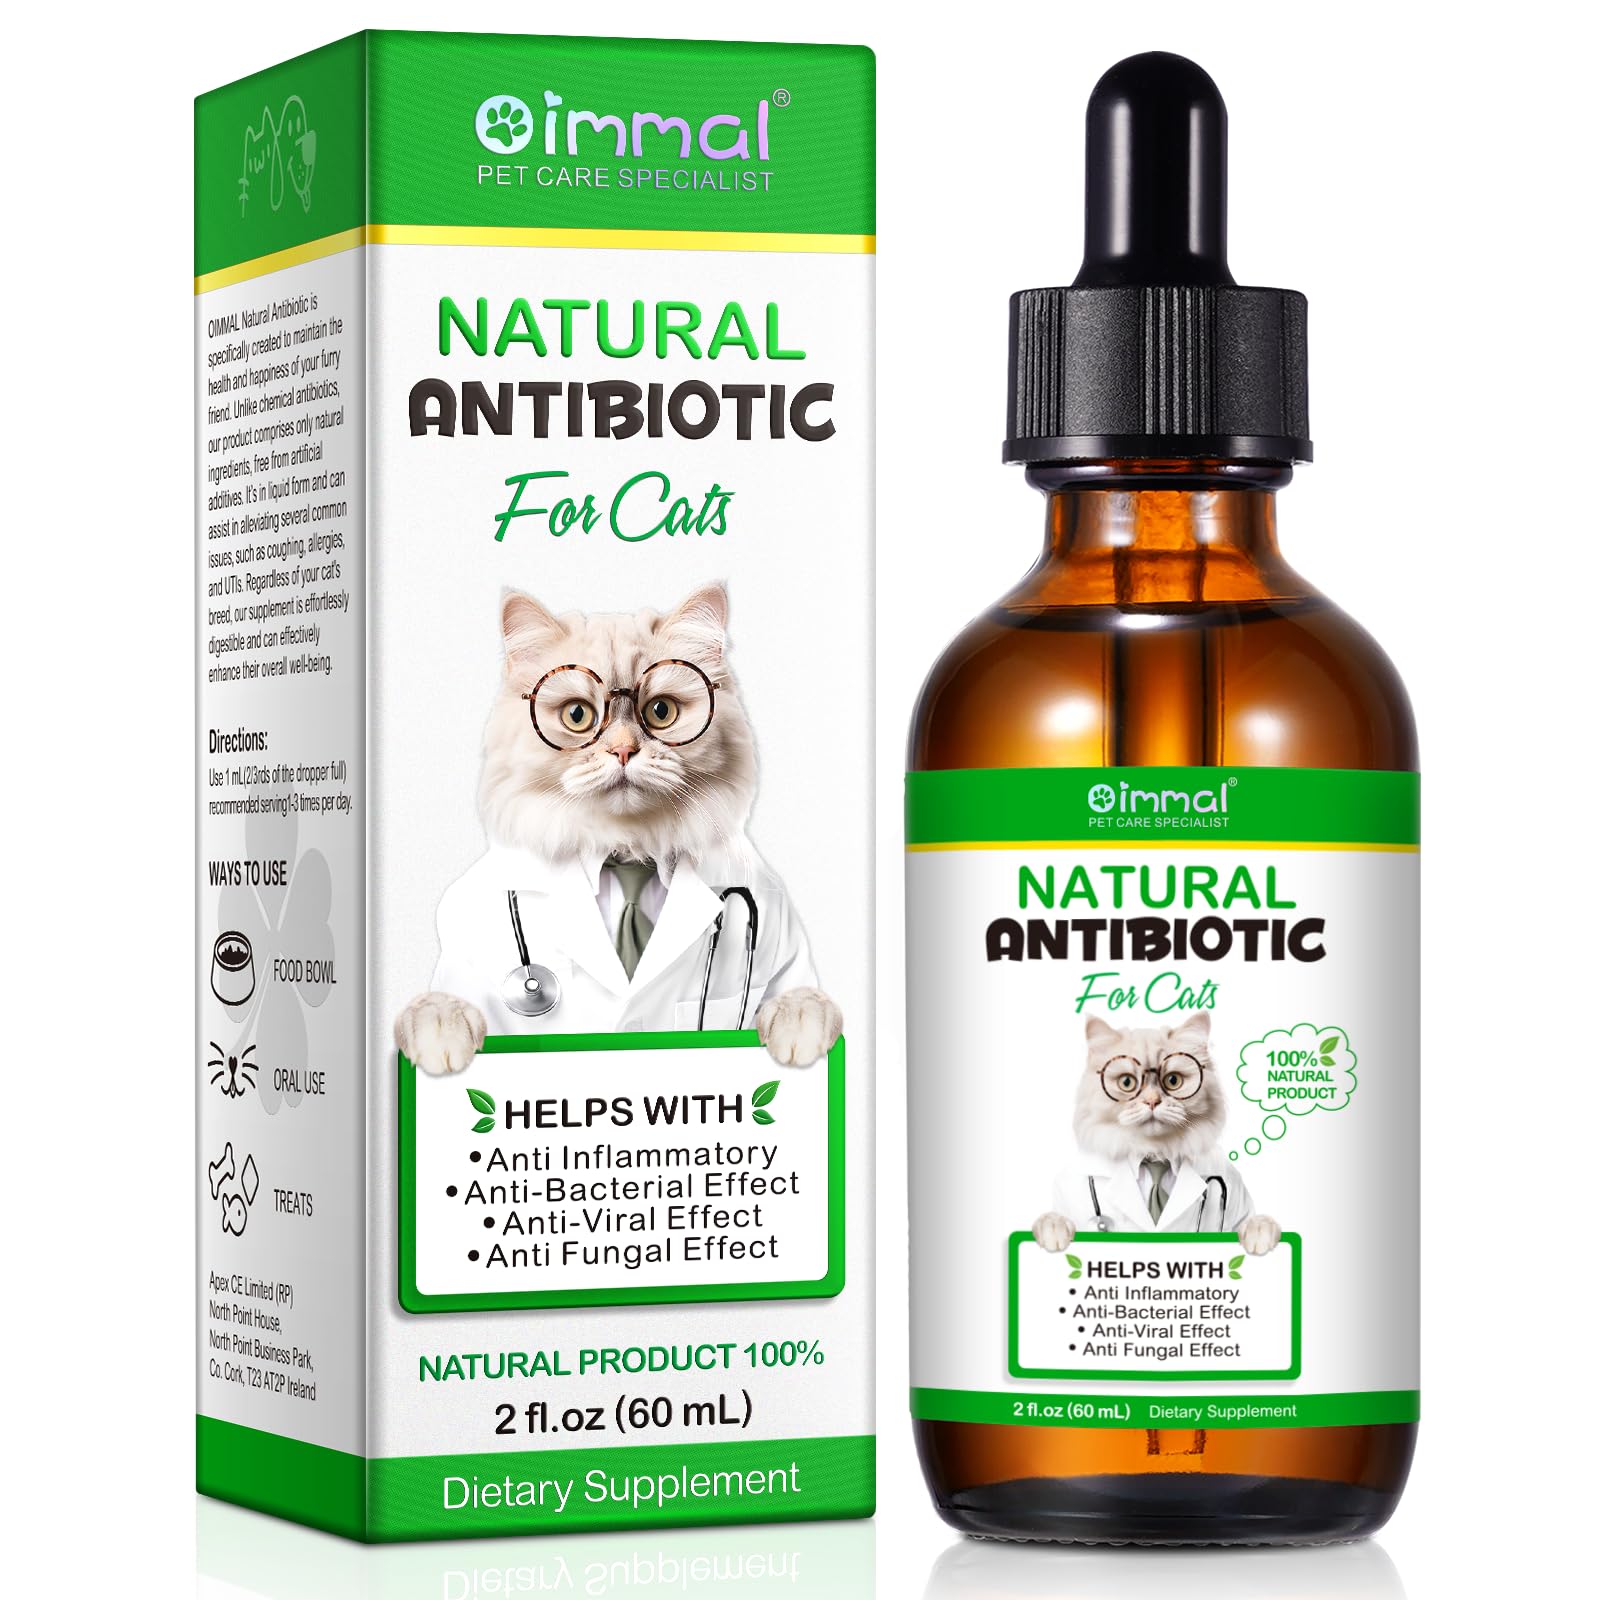 Oimmal®
PET CARE SPECIALIST
NATURAL
ANTIBIOTIC
For Cats
HELPS WITH
•Anti Inflammatory
•Anti-Bacterial Effect
•Anti-Viral Effect
•Anti Fungal Effect
NATURAL PRODUCT 100%
2 fl.oz (60 mL)
Dietary Supplement
OIMMAL Natural Antibiotic is
specifically created to maintain the
health and happiness of your furry
friend. Unlike chemical antibiotics,
our product comprises only natural
ingredients, free from artificial
additives. It's in liquid form and can
assist in alleviating several common
issues, such as coughing, allergies,
and UTIs. Regardless of your cat's
breed, our supplement is effortlessly
digestible and can effectively
enhance their overall well-being.
Directions:
Use 1 mL(2/3rds of the dropper full)
recommended serving1-3 times per day.
WAYS TO USE
FOOD BOWL
ORAL USE
TREATS
Apex CE Limited (RP)
North Point House,
North Point Business Park,
Co. Cork, T23 AT2P Ireland
Oimmal®
PET CARE SPECIALIST
NATURAL
ANTIBIOTIC
For Cats
100%
NATURAL
PRODUCT
HELPS WITH
• Anti Inflammatory
• Anti-Bacterial Effect
• Anti-Viral Effect
• Anti Fungal Effect
2 fl.oz (60 mL) Dietary Supplement
Dietary Supplement